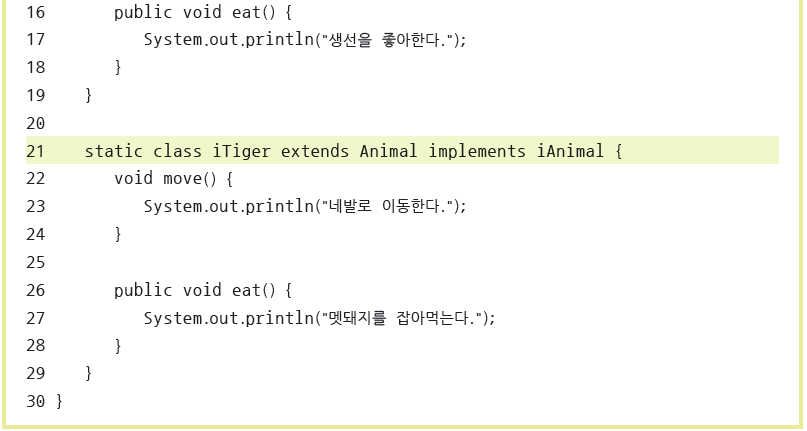 16 public void eat() {
17 System.out.println("생선을 좋아한다.");
18 }
19 }
20
21 static class iTiger extends Animal implements iAnimal {
22 void move() {
23 System.out.println("네발로 이동한다.");
24 }
25
26 public void eat() {
27 System.out.println("멧돼지를 잡아먹는다.");
28 }
29 }
30 }